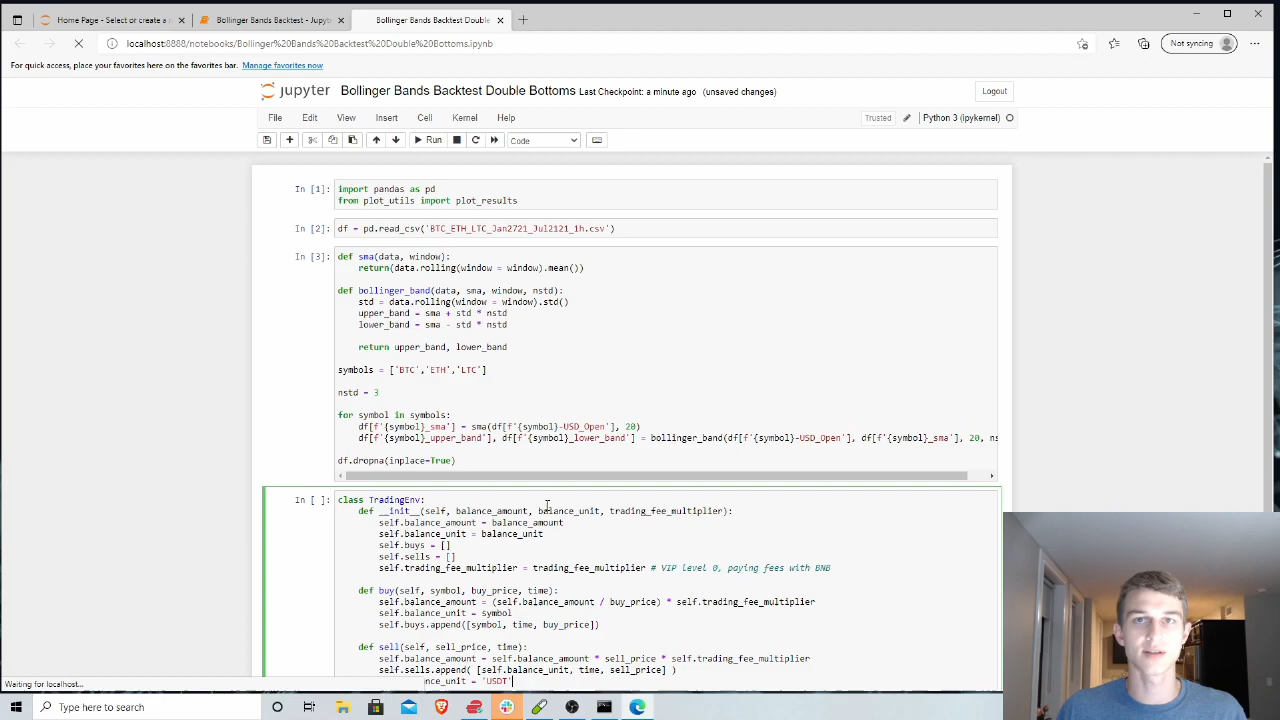 Home Page - Select or create a n
Bollinger Bands Backtest - Jupyte
Bollinger Bands Backtest Double
localhost:8888/notebooks/Bollinger%20Bands%20Backtest%20Double%20Bottoms.ipynb
Not syncing
For quick access, place your favorites here on the favorites bar. Manage favorites now
jupyter Bollinger Bands Backtest Double Bottoms Last Checkpoint: a minute ago (unsaved changes)
Logout
File Edit View Insert Cell Kernel Help
Trusted
Python 3 (ipykernel)
Run
Code
In [1]: import pandas as pd
from plot_utils import plot_results
In [2]: df = pd.read_csv('BTC_ETH_LTC_Jan2721_Jul2121_1h.csv')
In [3]: def sma(data, window):
return(data.rolling(window = window).mean())
def bollinger_band(data, sma, window, nstd):
std = data.rolling(window = window).std()
upper_band = sma + std * nstd
lower_band = sma - std * nstd
return upper_band, lower_band
symbols = ['BTC','ETH','LTC']
nstd = 3
for symbol in symbols:
df[f'{symbol}_sma'] = sma(df[f'{symbol}-USD_Open'], 20)
df[f'{symbol}_upper_band'], df[f'{symbol}_lower_band'] = bollinger_band(df[f'{symbol}-USD_Open'], df[f'{symbol}_sma'], 20, ns
df.dropna(inplace=True)
In [ ]: class TradingEnv:
def __init__(self, balance_amount, balance_unit, trading_fee_multiplier):
self.balance_amount = balance_amount
self.balance_unit = balance_unit
self.buys = []
self.sells = []
self.trading_fee_multiplier = trading_fee_multiplier # VIP level 0, paying fees with BNB
def buy(self, symbol, buy_price, time):
self.balance_amount = (self.balance_amount / buy_price) * self.trading_fee_multiplier
self.balance_unit = symbol
self.buys.append([symbol, time, buy_price])
def sell(self, sell_price, time):
self.balance_amount = self.balance_amount * sell_price * self.trading_fee_multiplier
self.sells.append( [self.balance_unit, time, sell_price] )
nce_unit = 'USDT'
Waiting for localhost...
Type here to search